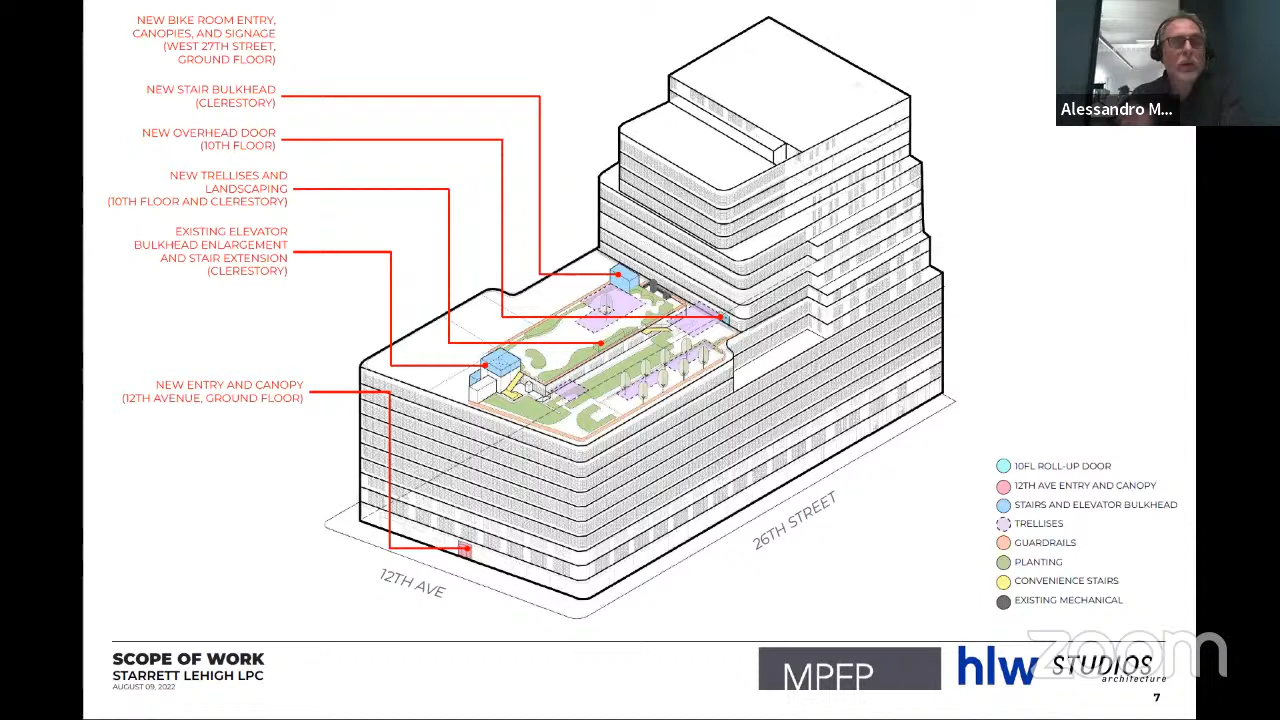 NEW BIKE ROOM ENTRY,
CANOPIES, AND SIGNAGE
(WEST 27TH STREET,
GROUND FLOOR)
NEW STAIR BULKHEAD
(CLERESTORY)
NEW OVERHEAD DOOR
(10TH FLOOR)
NEW TRELLISES AND
LANDSCAPING
(10TH FLOOR AND CLERESTORY)
EXISTING ELEVATOR
BULKHEAD ENLARGEMENT
AND STAIR EXTENSION
(CLERESTORY)
NEW ENTRY AND CANOPY
(12TH AVENUE, GROUND FLOOR)
12TH AVE
26TH STREET
10FL ROLL-UP DOOR
12TH AVE ENTRY AND CANOPY
STAIRS AND ELEVATOR BULKHEAD
TRELLISES
GUARDRAILS
PLANTING
CONVENIENCE STAIRS
EXISTING MECHANICAL
Alessandro M...
SCOPE OF WORK
STARRETT LEHIGH LPC
AUGUST 09, 2022
MPFP
hlw
STUDIOS
architecture
zoom
7